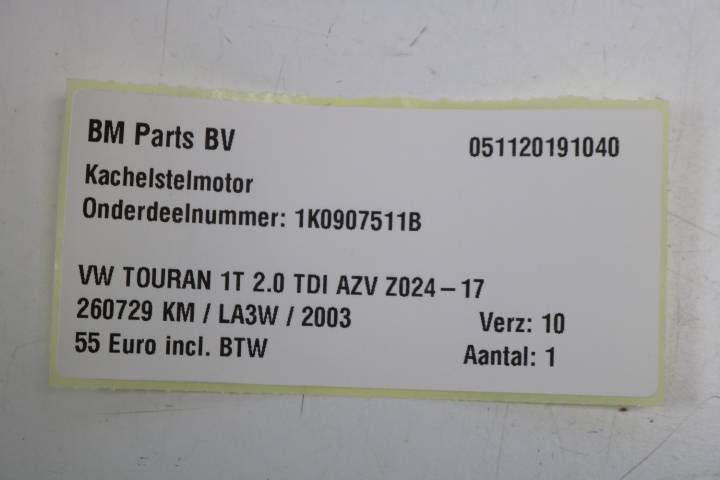 BM Parts BV 051120191040
Kachelstelmotor
Onderdeelnummer: 1K0907511B
VW TOURAN 1T 2.0 TDI AZV Z024-17
260729 KM / LA3W / 2003 Verz: 10
55 Euro incl. BTW Aantal: 1